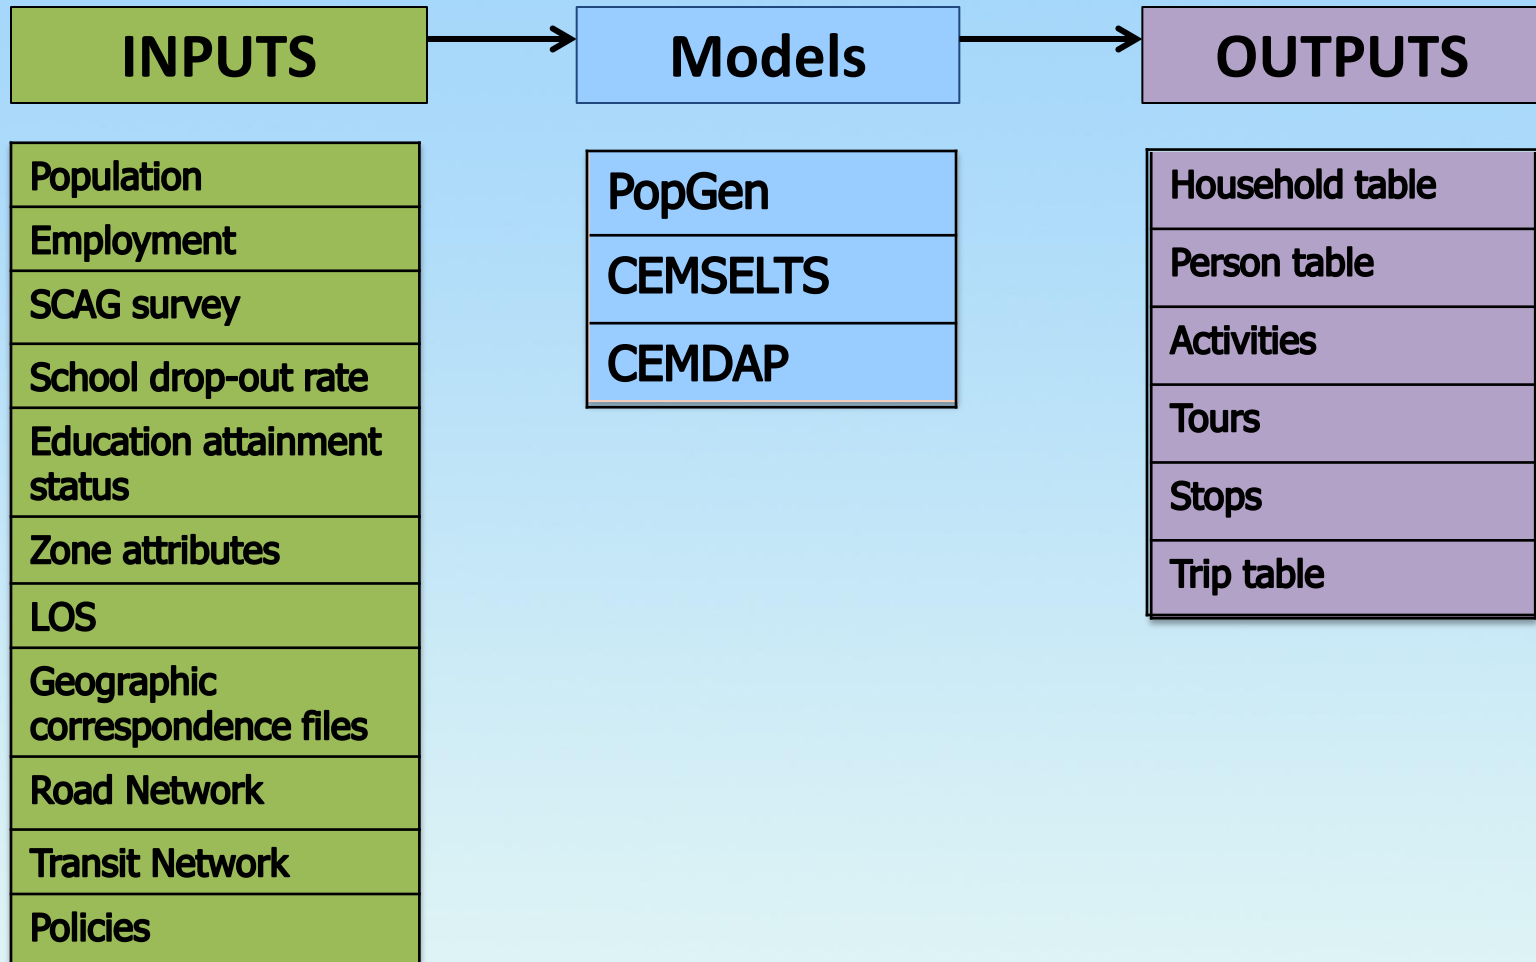 INPUTS
Models
OUTPUTS
Population
Employment
SCAG survey
School drop-out rate
Education attainment
status
Zone attributes
LOS
Geographic
correspondence files
Road Network
Transit Network
Policies
PopGen
CEMSELTS
CEMDAP
Household table
Person table
Activities
Tours
Stops
Trip table